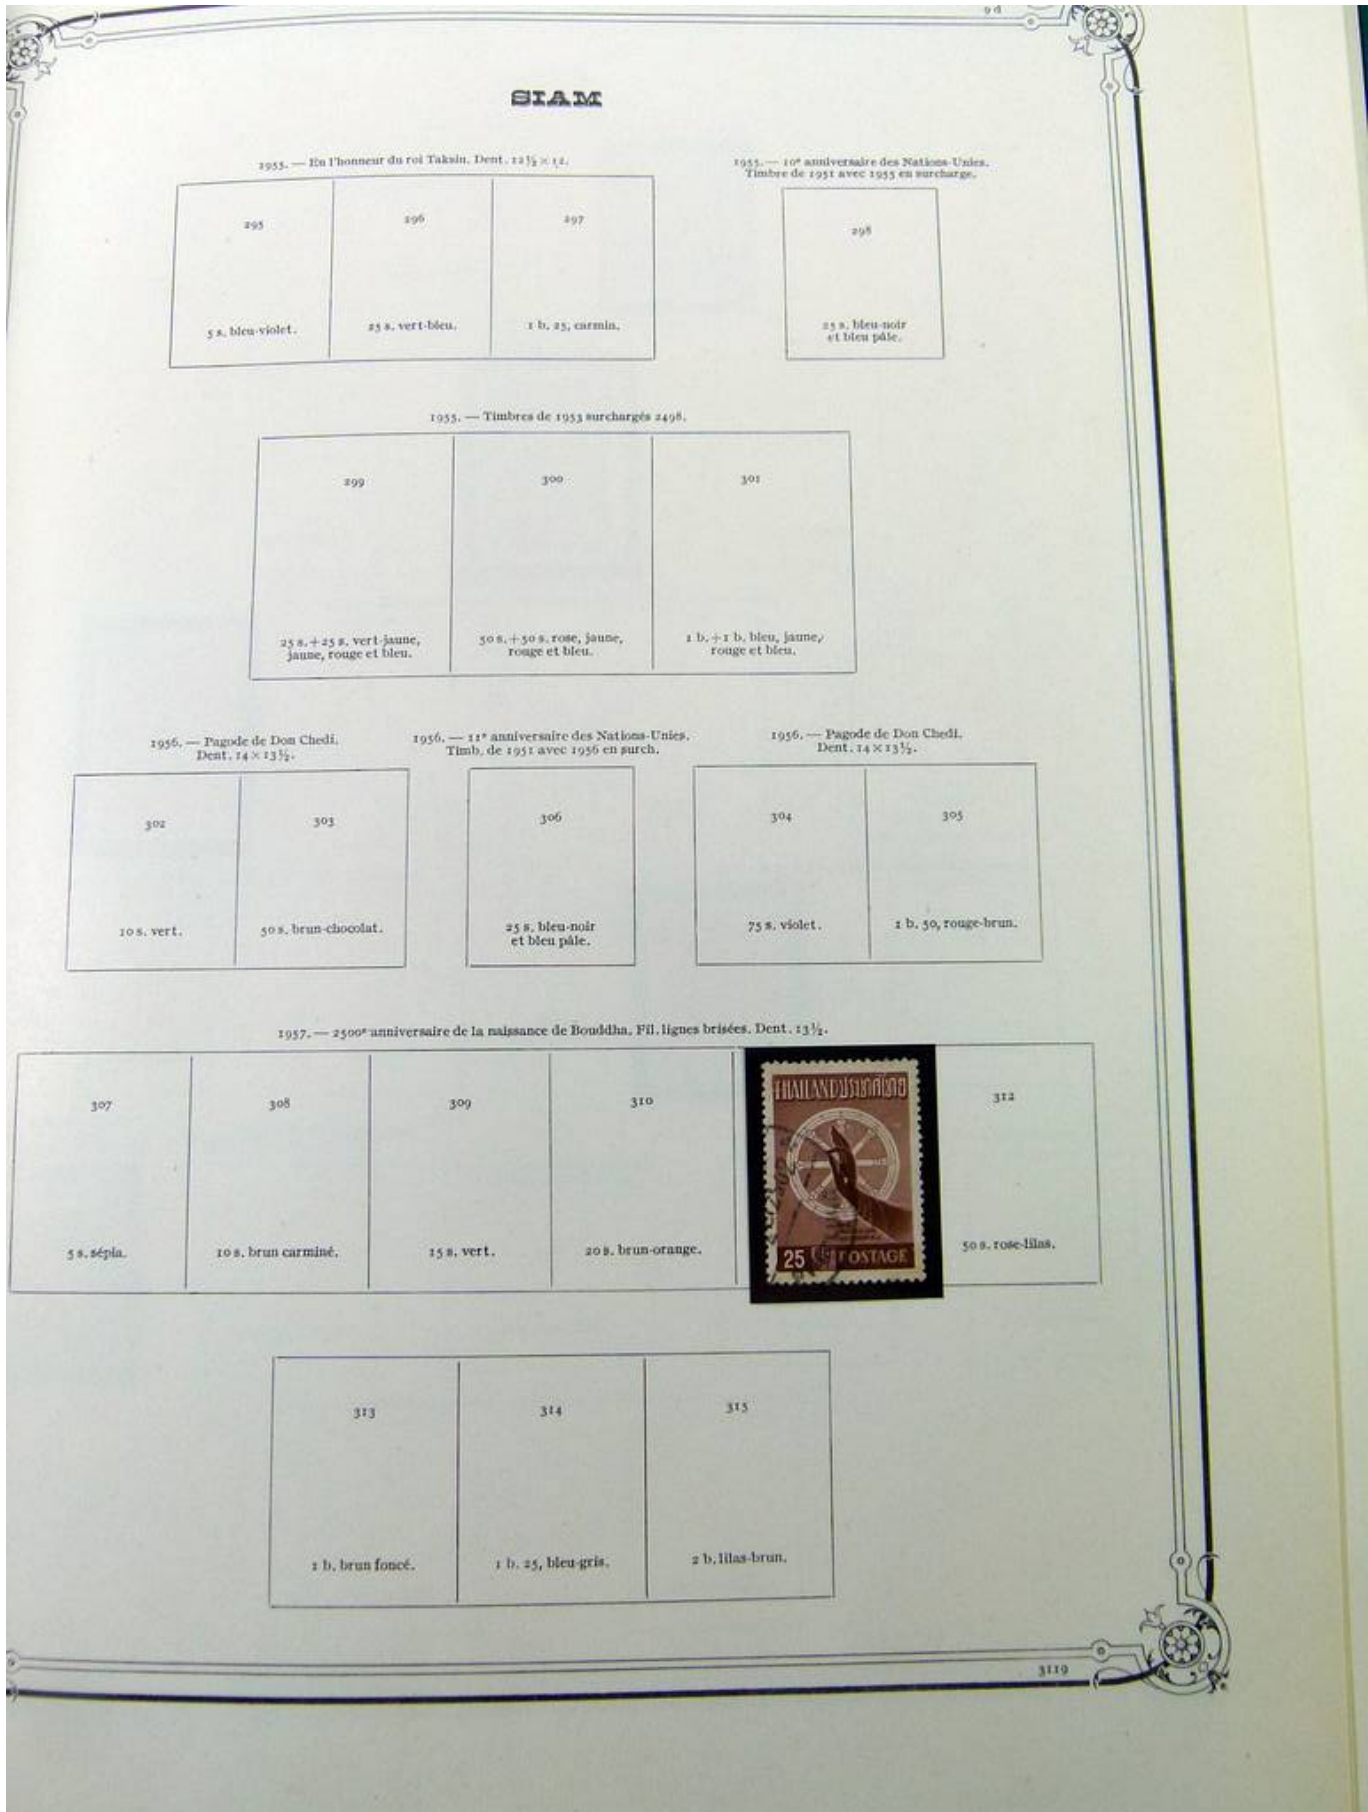 SIAM
1955. — En l'honneur du roi Taksin. Dent. 12½ × 12.
1955. — 10e anniversaire des Nations-Unies.
Timbre de 1951 avec 1955 en surcharge.
295
296
297
298
5 s. bleu-violet.
25 s. vert-bleu.
1 b. 25, carmin.
25 s. bleu-noir
et bleu pâle.
1955. — Timbres de 1953 surchargés 2498.
299
300
301
25 s.+25 s. vert-jaune,
jaune, rouge et bleu.
50 s.+50 s. rose, jaune,
rouge et bleu.
1 b.+1 b. bleu, jaune,
rouge et bleu.
1956. — Pagode de Don Chedi.
Dent. 14 × 13½.
1956. — 11e anniversaire des Nations-Unies.
Timb. de 1951 avec 1956 en surch.
1956. — Pagode de Don Chedi.
Dent. 14 × 13½.
302
303
306
304
305
10 s. vert.
50 s. brun-chocolat.
25 s. bleu-noir
et bleu pâle.
75 s. violet.
1 b. 50, rouge-brun.
1957. — 2500e anniversaire de la naissance de Bouddha. Fil. lignes brisées. Dent. 13½.
307
308
309
310
THAILAND ประเทศไทย
25
POSTAGE
312
5 s. sépia.
10 s. brun carminé.
15 s. vert.
20 s. brun-orange.
50 s. rose-lilas.
313
314
315
1 b. brun foncé.
1 b. 25, bleu-gris.
2 b. lilas-brun.
3119